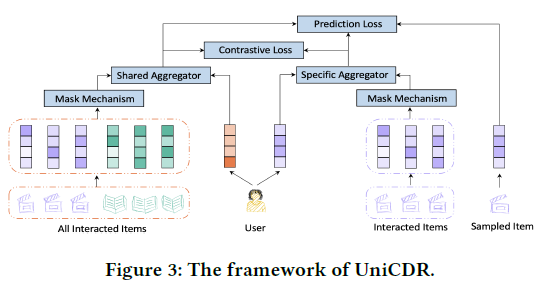 Prediction Loss
Contrastive Loss
Shared Aggregator
Specific Aggregator
Mask Mechanism
Mask Mechanism
All Interacted Items
User
Interacted Items
Sampled Item
Figure 3: The framework of UniCDR.